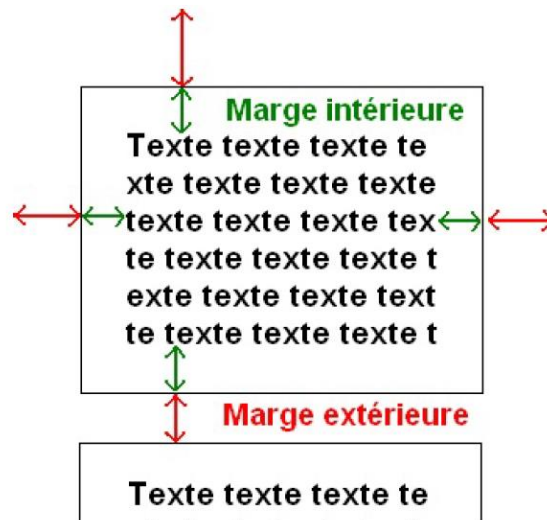 Marge intérieure
Texte texte texte te
xte texte texte texte
texte texte texte tex
te texte texte texte t
exte texte texte text
te texte texte texte t
Marge extérieure
Texte texte texte te